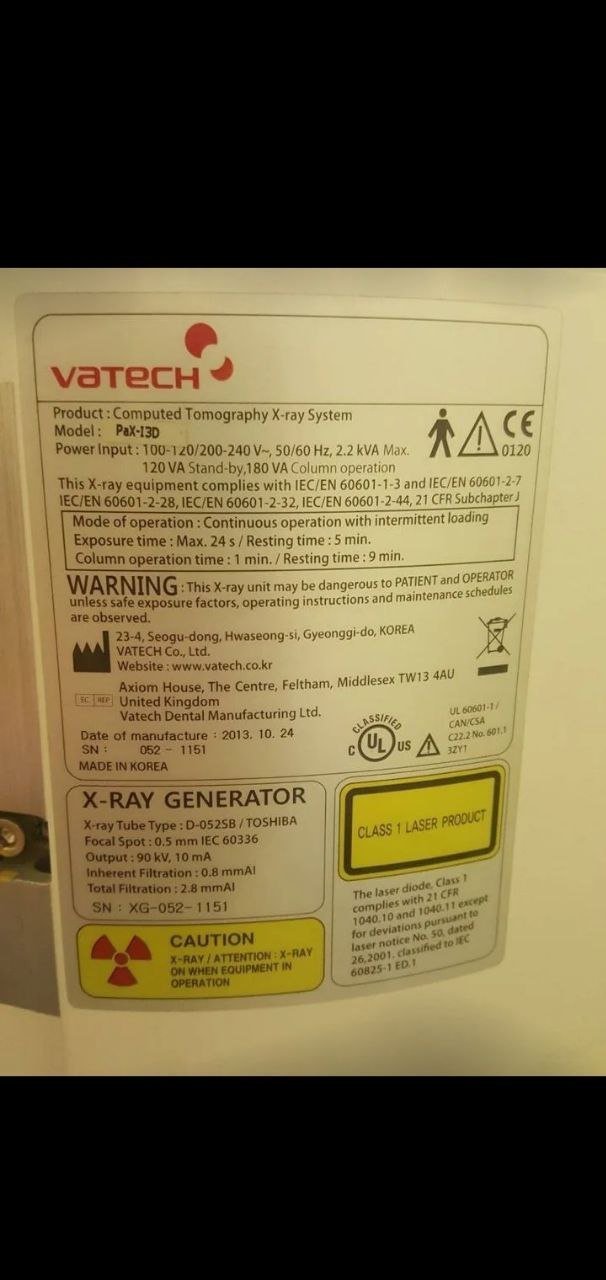 vatech
Product : Computed Tomography X-ray System
Model : PaX-I3D
Power Input : 100-120/200-240 V~, 50/60 Hz, 2.2 kVA Max.
120 VA Stand-by,180 VA Column operation
0120
This X-ray equipment complies with IEC/EN 60601-1-3 and IEC/EN 60601-2-7
IEC/EN 60601-2-28, IEC/EN 60601-2-32, IEC/EN 60601-2-44, 21 CFR Subchapter J
Mode of operation : Continuous operation with intermittent loading
Exposure time : Max. 24 s / Resting time : 5 min.
Column operation time : 1 min. / Resting time : 9 min.
WARNING : This X-ray unit may be dangerous to PATIENT and OPERATOR
unless safe exposure factors, operating instructions and maintenance schedules
are observed.
23-4, Seogu-dong, Hwaseong-si, Gyeonggi-do, KOREA
VATECH Co., Ltd.
Website : www.vatech.co.kr
EC REP
Axiom House, The Centre, Feltham, Middlesex TW13 4AU
United Kingdom
Vatech Dental Manufacturing Ltd.
Date of manufacture : 2013. 10. 24
SN : 052 - 1151
MADE IN KOREA
CLASSIFIED
C UL US
UL 60601-1 /
CAN/CSA
C22.2 No. 601.1
3ZY1
X-RAY GENERATOR
X-ray Tube Type : D-052SB / TOSHIBA
Focal Spot : 0.5 mm IEC 60336
Output : 90 kV, 10 mA
Inherent Filtration : 0.8 mmAl
Total Filtration : 2.8 mmAl
SN : XG-052-1151
CAUTION
X-RAY / ATTENTION : X-RAY
ON WHEN EQUIPMENT IN
OPERATION
CLASS 1 LASER PRODUCT
The laser diode, Class 1
complies with 21 CFR
1040.10 and 1040.11 except
for deviations pursuant to
laser notice No. 50, dated
26,2001, classified to IEC
60825-1 ED.1